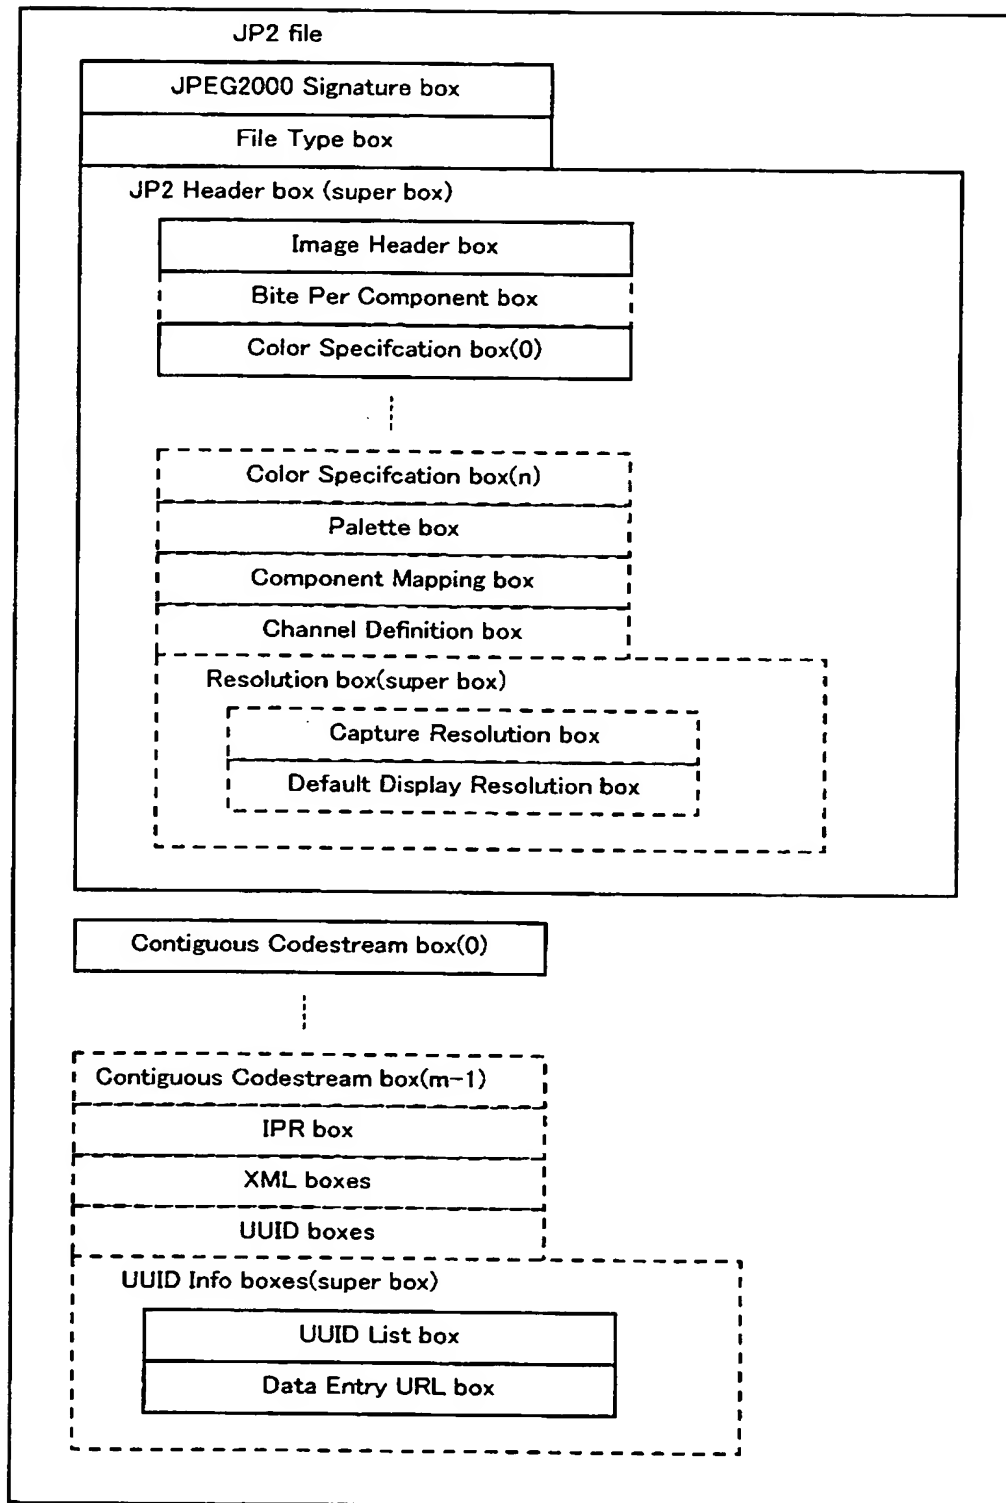 JP2 file
JPEG2000 Signature box
File Type box
JP2 Header box (super box)
Image Header box
Bite Per Component box
Color Specifcation box(0)
Color Specifcation box(n)
Palette box
Component Mapping box
Channel Definition box
Resolution box(super box)
Capture Resolution box
Default Display Resolution box
Contiguous Codestream box(0)
Contiguous Codestream box(m-1)
IPR box
XML boxes
UUID boxes
UUID Info boxes(super box)
UUID List box
Data Entry URL box